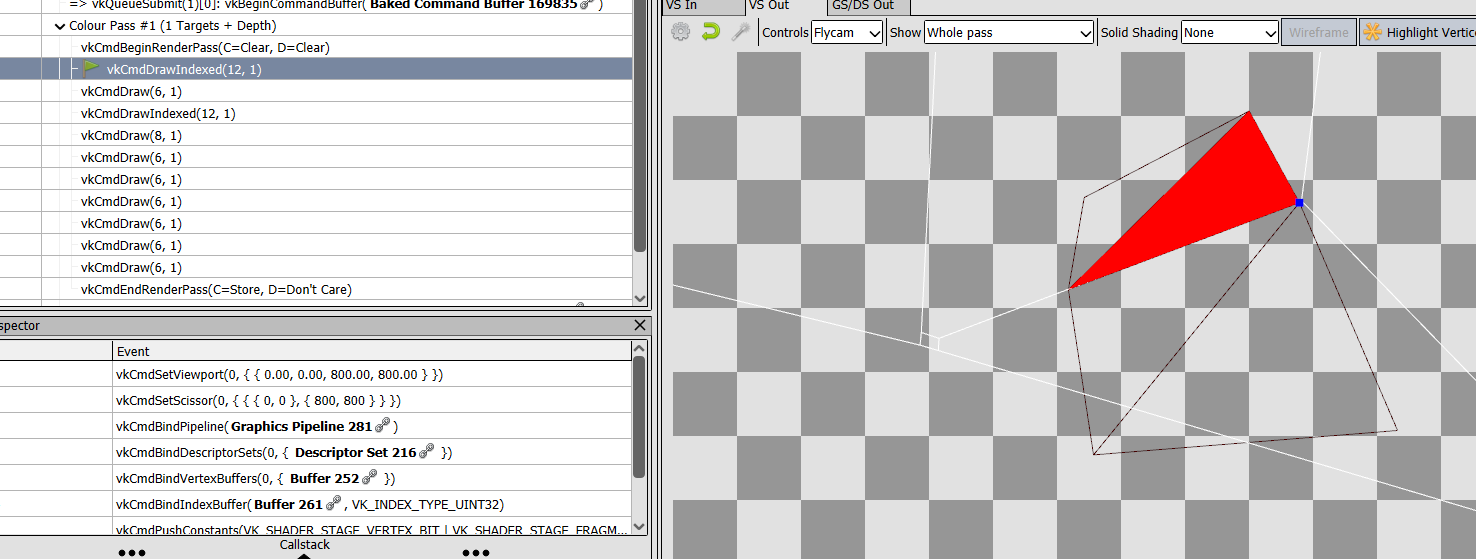 => vkQueueSubmit(1)[0]: vkBeginCommandBuffer( Baked Command Buffer 169835 )
Colour Pass #1 (1 Targets + Depth)
vkCmdBeginRenderPass(C=Clear, D=Clear)
vkCmdDrawIndexed(12, 1)
vkCmdDraw(6, 1)
vkCmdDrawIndexed(12, 1)
vkCmdDraw(8, 1)
vkCmdDraw(6, 1)
vkCmdDraw(6, 1)
vkCmdDraw(6, 1)
vkCmdDraw(6, 1)
vkCmdDraw(6, 1)
vkCmdDraw(6, 1)
vkCmdEndRenderPass(C=Store, D=Don't Care)
spector
Event
vkCmdSetViewport(0, { { 0.00, 0.00, 800.00, 800.00 } })
vkCmdSetScissor(0, { { { 0, 0 }, { 800, 800 } } })
vkCmdBindPipeline( Graphics Pipeline 281 )
vkCmdBindDescriptorSets(0, { Descriptor Set 216 })
vkCmdBindVertexBuffers(0, { Buffer 252 })
vkCmdBindIndexBuffer( Buffer 261 , VK_INDEX_TYPE_UINT32)
vkCmdPushConstants(VK_SHADER_STAGE_VERTEX_BIT | VK_SHADER_STAGE_FRAGM...
Callstack
VS In VS Out GS/DS Out
Controls Flycam Show Whole pass Solid Shading None Wireframe Highlight Vertice